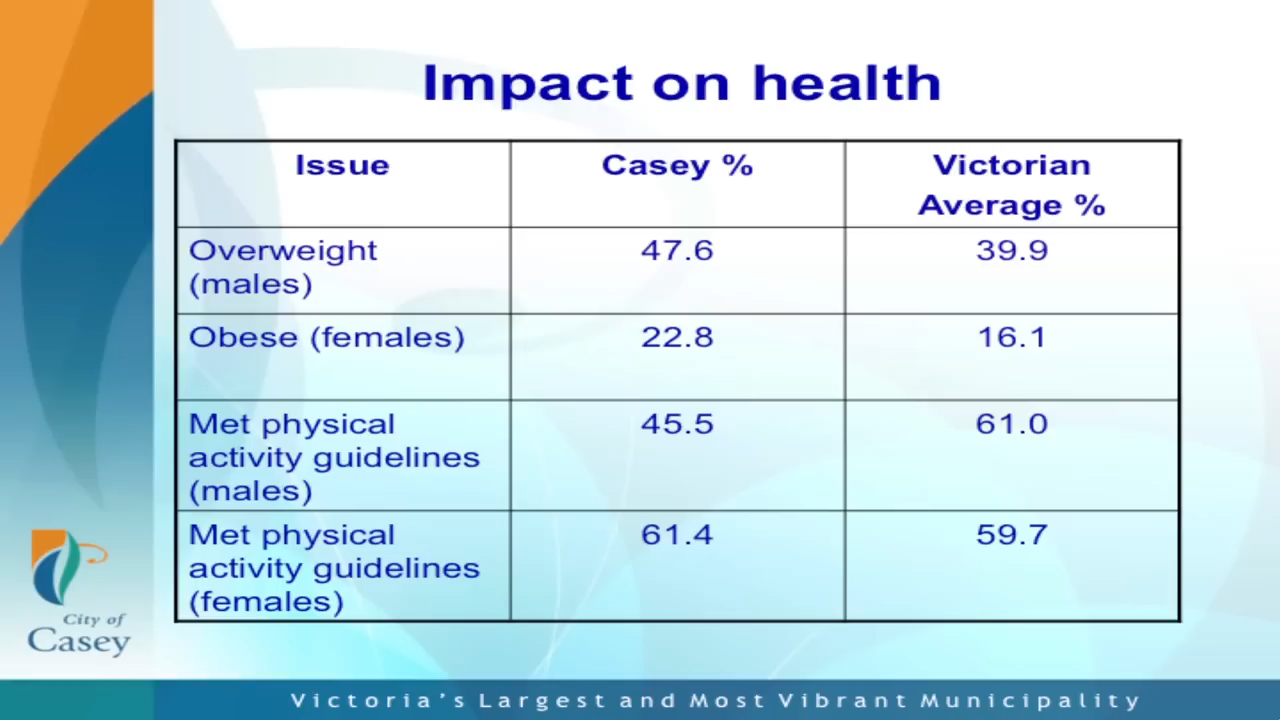 Impact on health
Issue
Casey %
Victorian
Average %
Overweight
(males)
47.6
39.9
Obese (females)
22.8
16.1
Met physical
activity guidelines
(males)
45.5
61.0
Met physical
activity guidelines
(females)
61.4
59.7
City of
Casey
Victoria's Largest and Most Vibrant Municipality